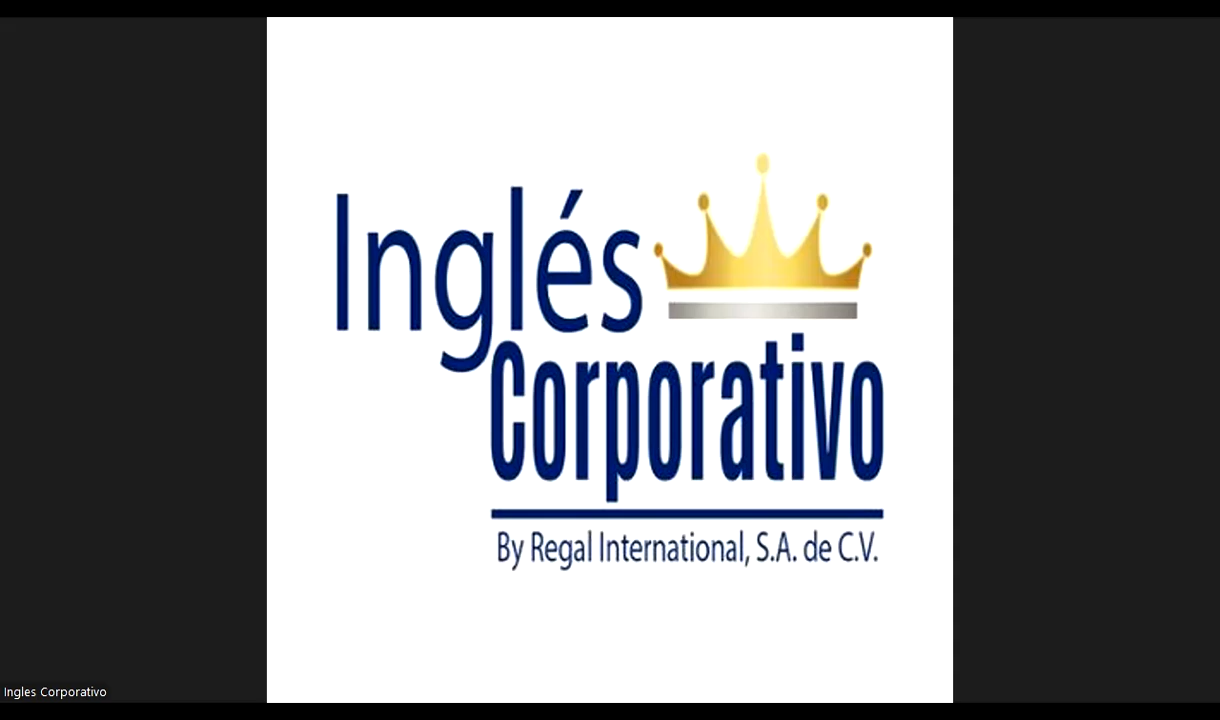 Inglés
Corporativo
By Regal International, S.A. de C.V.
Ingles Corporativo